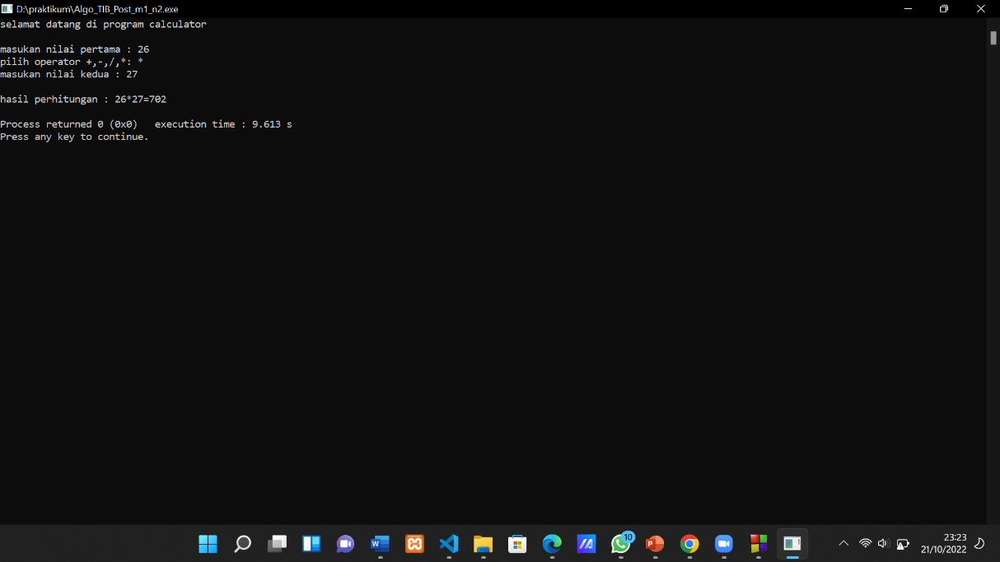 D:\praktikum\Algo_TIB_Post_m1_n2.exe
selamat datang di program calculator
masukan nilai pertama : 26
pilih operator +,-,/,*: *
masukan nilai kedua : 27
hasil perhitungan : 26*27=702
Process returned 0 (0x0)   execution time : 9.613 s
Press any key to continue.
10
23:23
21/10/2022